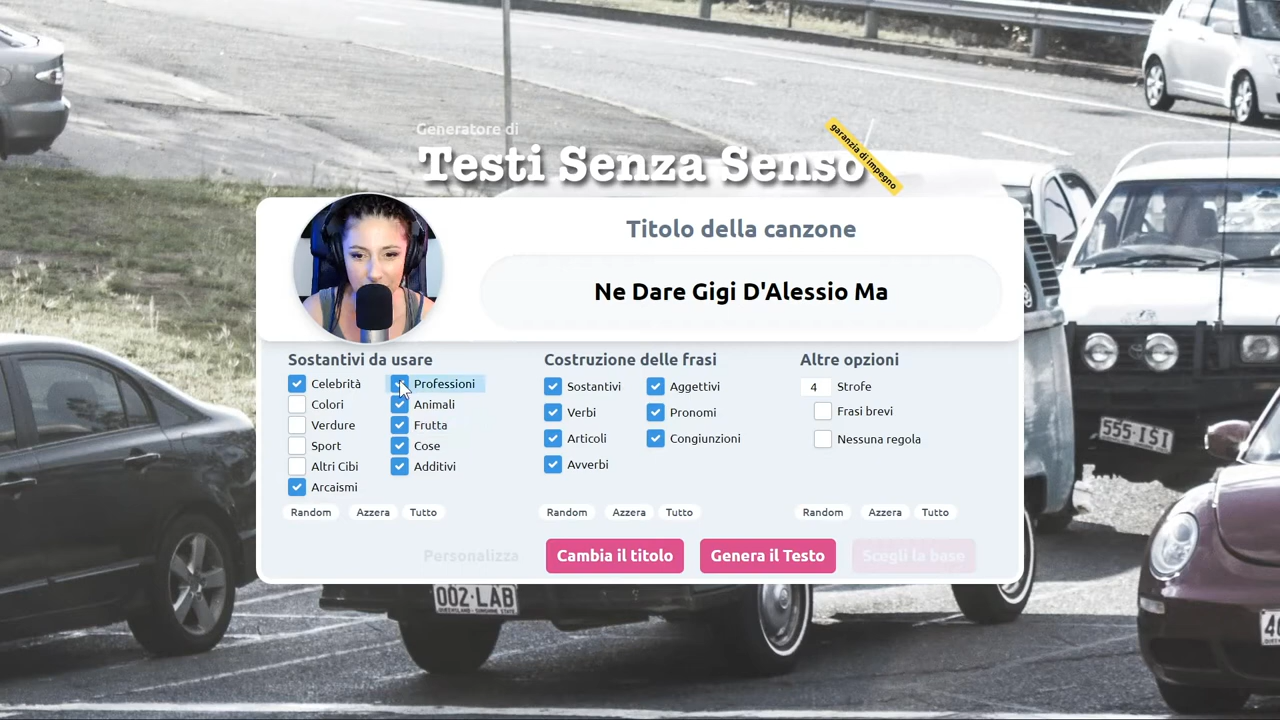 Generatore di
Testi Senza Senso
garanzia di impegno
Titolo della canzone
Ne Dare Gigi D'Alessio Ma
Sostantivi da usare
Celebrità
Professioni
Colori
Animali
Verdure
Frutta
Sport
Cose
Altri Cibi
Additivi
Arcaismi
Random
Azzera
Tutto
Costruzione delle frasi
Sostantivi
Aggettivi
Verbi
Pronomi
Articoli
Congiunzioni
Avverbi
Random
Azzera
Tutto
Altre opzioni
4 Strofe
Frasi brevi
Nessuna regola
Random
Azzera
Tutto
Personalizza
Cambia il titolo
Genera il Testo
Scegli la base
555·ISI
002·LAB
QUEENSLAND - SUNSHINE STATE